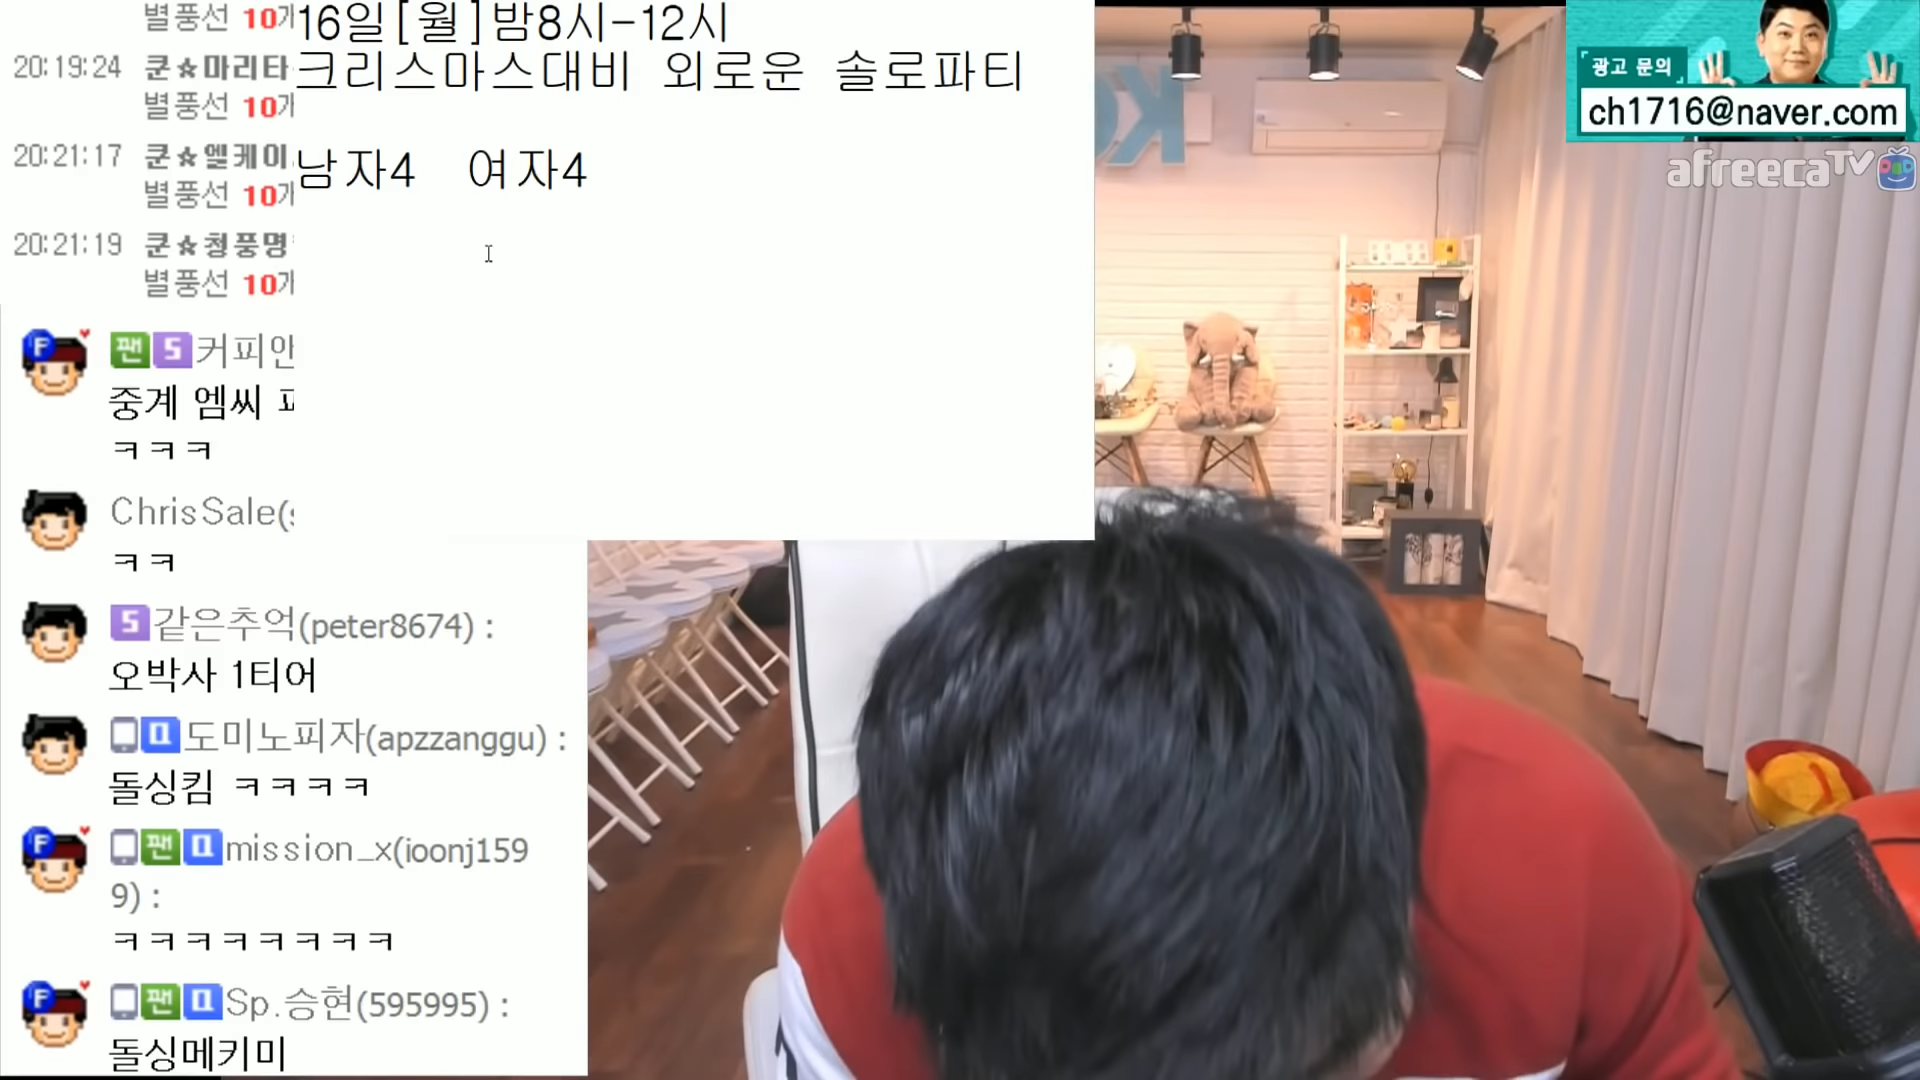 별풍선 10개
16일[월]밤8시-12시
20:19:24 쿤☆마리타
크리스마스대비 외로운 솔로파티
별풍선 10개
20:21:17 쿤☆엘케이
남자4 여자4
별풍선 10개
20:21:19 쿤☆청풍명
별풍선 10개
팬 S 커피앤
중계 엠씨
ㅋㅋㅋ
ChrisSale(
ㅋㅋ
S 같은추억(peter8674) :
오박사 1티어
도미노피자(apzzanggu) :
돌싱킴 ㅋㅋㅋㅋ
팬 mission_x(ioonj159
9) :
ㅋㅋㅋㅋㅋㅋㅋㅋ
팬 Sp.승현(595995) :
돌싱메키미
「광고 문의」
ch1716@naver.com
afreecaTV